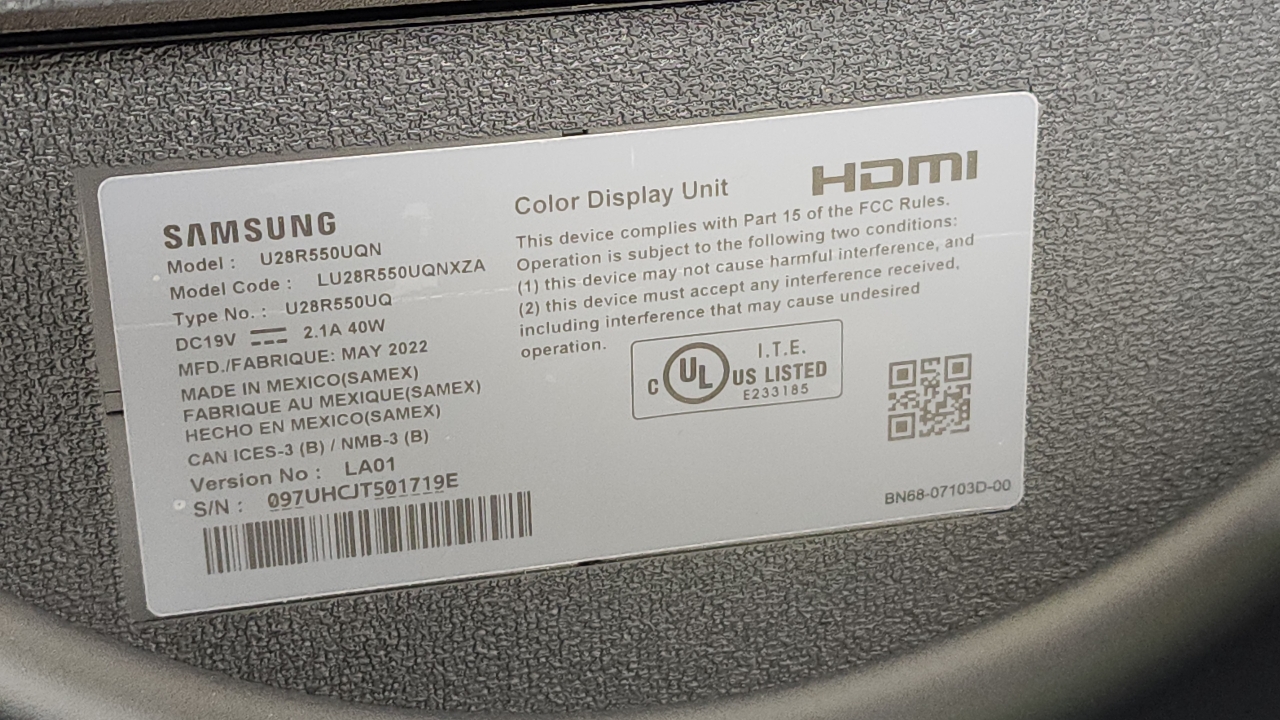 SAMSUNG
Model : U28R550UQN
Model Code : LU28R550UQNXZA
Type No. : U28R550UQ
DC19V 2.1A 40W
MFD./FABRIQUE: MAY 2022
MADE IN MEXICO(SAMEX)
FABRIQUE AU MEXIQUE(SAMEX)
HECHO EN MEXICO(SAMEX)
CAN ICES-3 (B) / NMB-3 (B)
Version No : LA01
S/N : 097UHCJT501719E
Color Display Unit
HDMI
This device complies with Part 15 of the FCC Rules.
Operation is subject to the following two conditions:
(1) this device may not cause harmful interference, and
(2) this device must accept any interference received,
including interference that may cause undesired
operation.
C UL US LISTED
I.T.E.
E233185
BN68-07103D-00